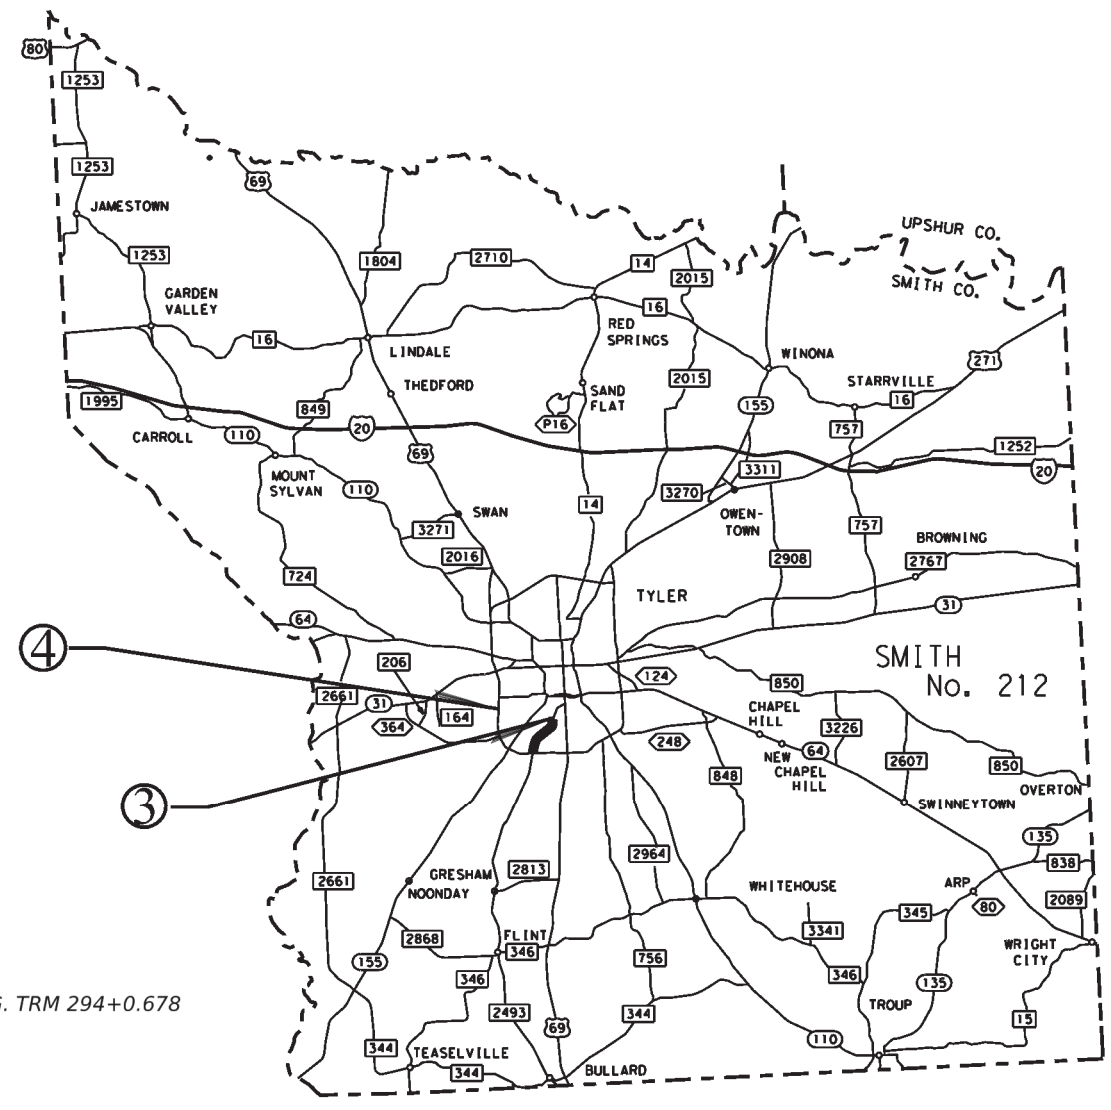 80
1253
1253
JAMESTOWN
69
1253
1804
2710
14
2015
UPSHUR CO.
SMITH CO.
GARDEN
VALLEY
16
16
RED
SPRINGS
LINDALE
WINONA
271
THEDFORD
2015
STARRVILLE
16
1995
849
SAND
FLAT
P16
155
CARROLL
110
20
757
69
1252
20
MOUNT
SYLVAN
110
3311
3270
14
OWEN-
TOWN
SWAN
3271
757
2016
BROWNING
2908
2767
724
TYLER
31
64
SMITH
No. 212
4
206
124
850
2661
31
364
164
CHAPEL
HILL
3226
248
NEW
CHAPEL
HILL
64
2607
850
848
OVERTON
3
SWINNEYTOWN
135
2964
838
2661
GRESHAM
2813
NOONDAY
WHITEHOUSE
ARP
80
2089
345
2868
FLINT
346
3341
WRIGHT
CITY
155
756
346
346
135
G. TRM 294+0.678
2493
344
TROUP
15
69
344
TEASELVILLE
110
344
BULLARD